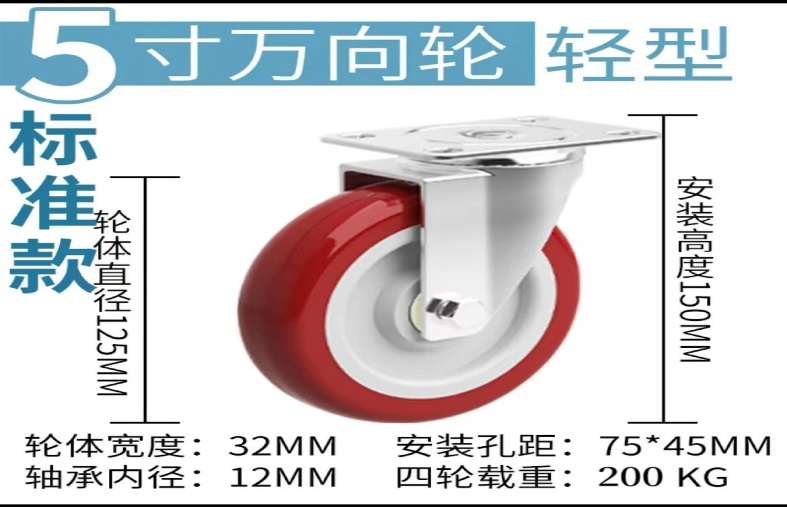 5寸万向轮 轻型
标准款
轮体直径125MM
安装高度150MM
轮体宽度：32MM 安装孔距：75*45MM
轴承内径：12MM 四轮载重：200 KG